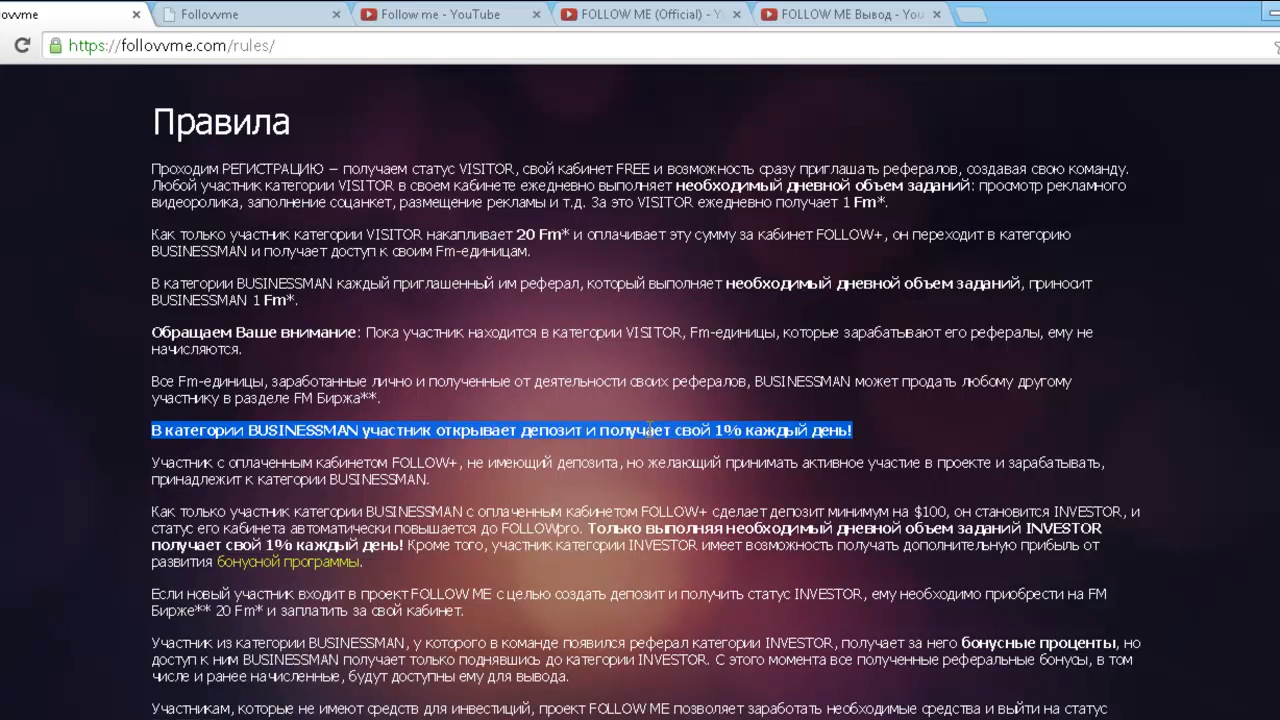 ovvme
Followme
Follow me - YouTube
FOLLOW ME (Official) - Y
FOLLOW ME Вывод - You
https://followme.com/rules/
Правила
Проходим РЕГИСТРАЦИЮ – получаем статус VISITOR, свой кабинет FREE и возможность сразу приглашать рефералов, создавая свою команду.
Любой участник категории VISITOR в своем кабинете ежедневно выполняет необходимый дневной объем заданий: просмотр рекламного
видеоролика, заполнение соцанкет, размещение рекламы и т.д. За это VISITOR ежедневно получает 1 Fm*.
Как только участник категории VISITOR накапливает 20 Fm* и оплачивает эту сумму за кабинет FOLLOW+, он переходит в категорию
BUSINESSMAN и получает доступ к своим Fm-единицам.
В категории BUSINESSMAN каждый приглашенный им реферал, который выполняет необходимый дневной объем заданий, приносит
BUSINESSMAN 1 Fm*.
Обращаем Ваше внимание: Пока участник находится в категории VISITOR, Fm-единицы, которые зарабатывают его рефералы, ему не
начисляются.
Все Fm-единицы, заработанные лично и полученные от деятельности своих рефералов, BUSINESSMAN может продать любому другому
участнику в разделе FM Биржа**.
В категории BUSINESSMAN участник открывает депозит и получает свой 1% каждый день!
Участник с оплаченным кабинетом FOLLOW+, не имеющий депозита, но желающий принимать активное участие в проекте и зарабатывать,
принадлежит к категории BUSINESSMAN.
Как только участник категории BUSINESSMAN с оплаченным кабинетом FOLLOW+ сделает депозит минимум на $100, он становится INVESTOR, и
статус его кабинета автоматически повышается до FOLLOWpro. Только выполняя необходимый дневной объем заданий INVESTOR
получает свой 1% каждый день! Кроме того, участник категории INVESTOR имеет возможность получать дополнительную прибыль от
развития бонусной программы.
Если новый участник входит в проект FOLLOW ME с целью создать депозит и получить статус INVESTOR, ему необходимо приобрести на FM
Бирже** 20 Fm* и заплатить за свой кабинет.
Участник из категории BUSINESSMAN, у которого в команде появился реферал категории INVESTOR, получает за него бонусные проценты, но
доступ к ним BUSINESSMAN получает только поднявшись до категории INVESTOR. С этого момента все полученные реферальные бонусы, в том
числе и ранее начисленные, будут доступны ему для вывода.
Участникам, которые не имеют средств для инвестиций, проект FOLLOW ME позволяет заработать необходимые средства и выйти на статус